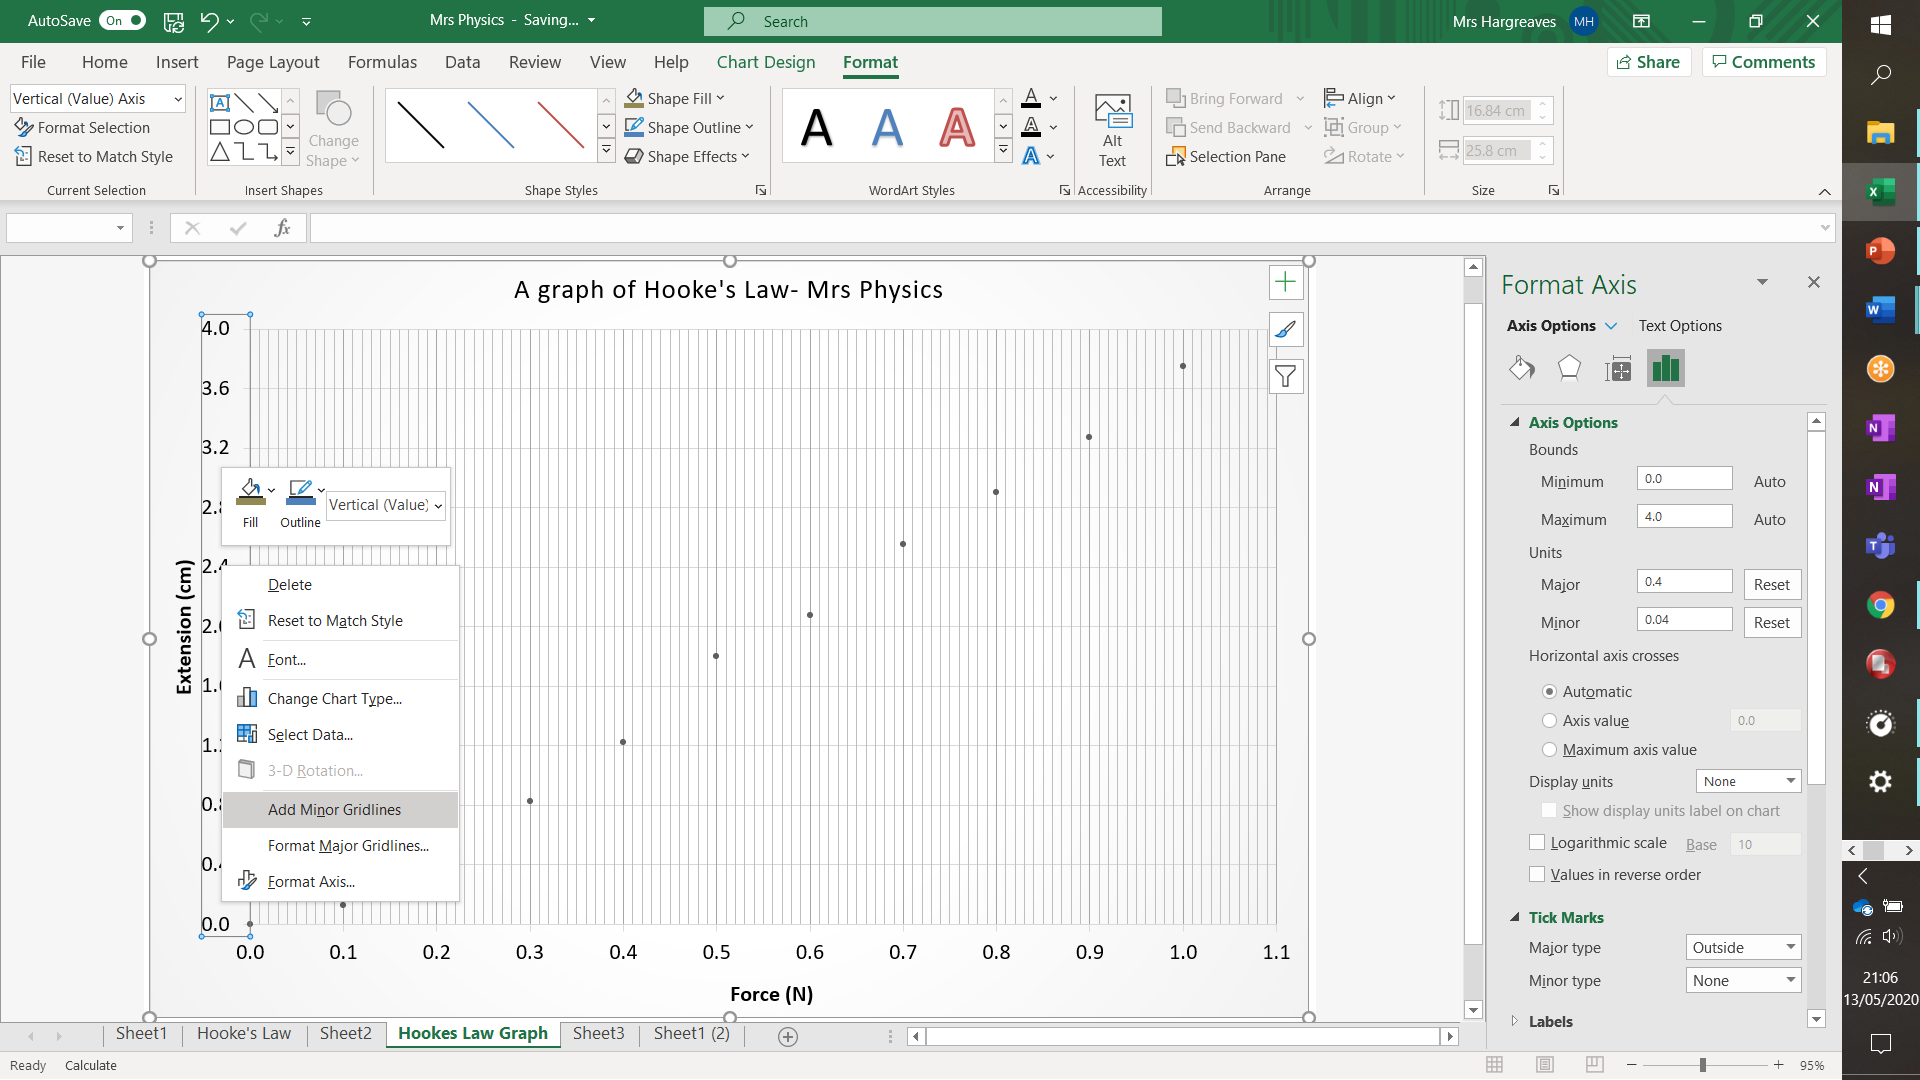 AutoSave On
Mrs Physics - Saving...
Search
Mrs Hargreaves MH
File Home Insert Page Layout Formulas Data Review View Help Chart Design Format
Share Comments
Vertical (Value) Axis
Format Selection
Reset to Match Style
Current Selection
Change
Shape
Insert Shapes
Shape Fill
Shape Outline
Shape Effects
Shape Styles
A A A
WordArt Styles
Alt
Text
Accessibility
Bring Forward
Send Backward
Selection Pane
Align
Group
Rotate
Arrange
16.84 cm
25.8 cm
Size
fx
A graph of Hooke's Law- Mrs Physics
4.0
3.6
3.2
2.8
2.4
1.2
0.8
0.0
Extension (cm)
0.0 0.1 0.2 0.3 0.4 0.5 0.6 0.7 0.8 0.9 1.0 1.1
Force (N)
Fill
Outline
Vertical (Value)
Delete
Reset to Match Style
Font...
Change Chart Type...
Select Data...
3-D Rotation...
Add Minor Gridlines
Format Major Gridlines...
Format Axis...
Format Axis
Axis Options Text Options
Axis Options
Bounds
Minimum 0.0 Auto
Maximum 4.0 Auto
Units
Major 0.4 Reset
Minor 0.04 Reset
Horizontal axis crosses
Automatic
Axis value 0.0
Maximum axis value
Display units None
Show display units label on chart
Logarithmic scale Base 10
Values in reverse order
Tick Marks
Major type Outside
Minor type None
Labels
Sheet1 Hooke's Law Sheet2 Hookes Law Graph Sheet3 Sheet1 (2)
Ready Calculate
95%
21:06
13/05/2020